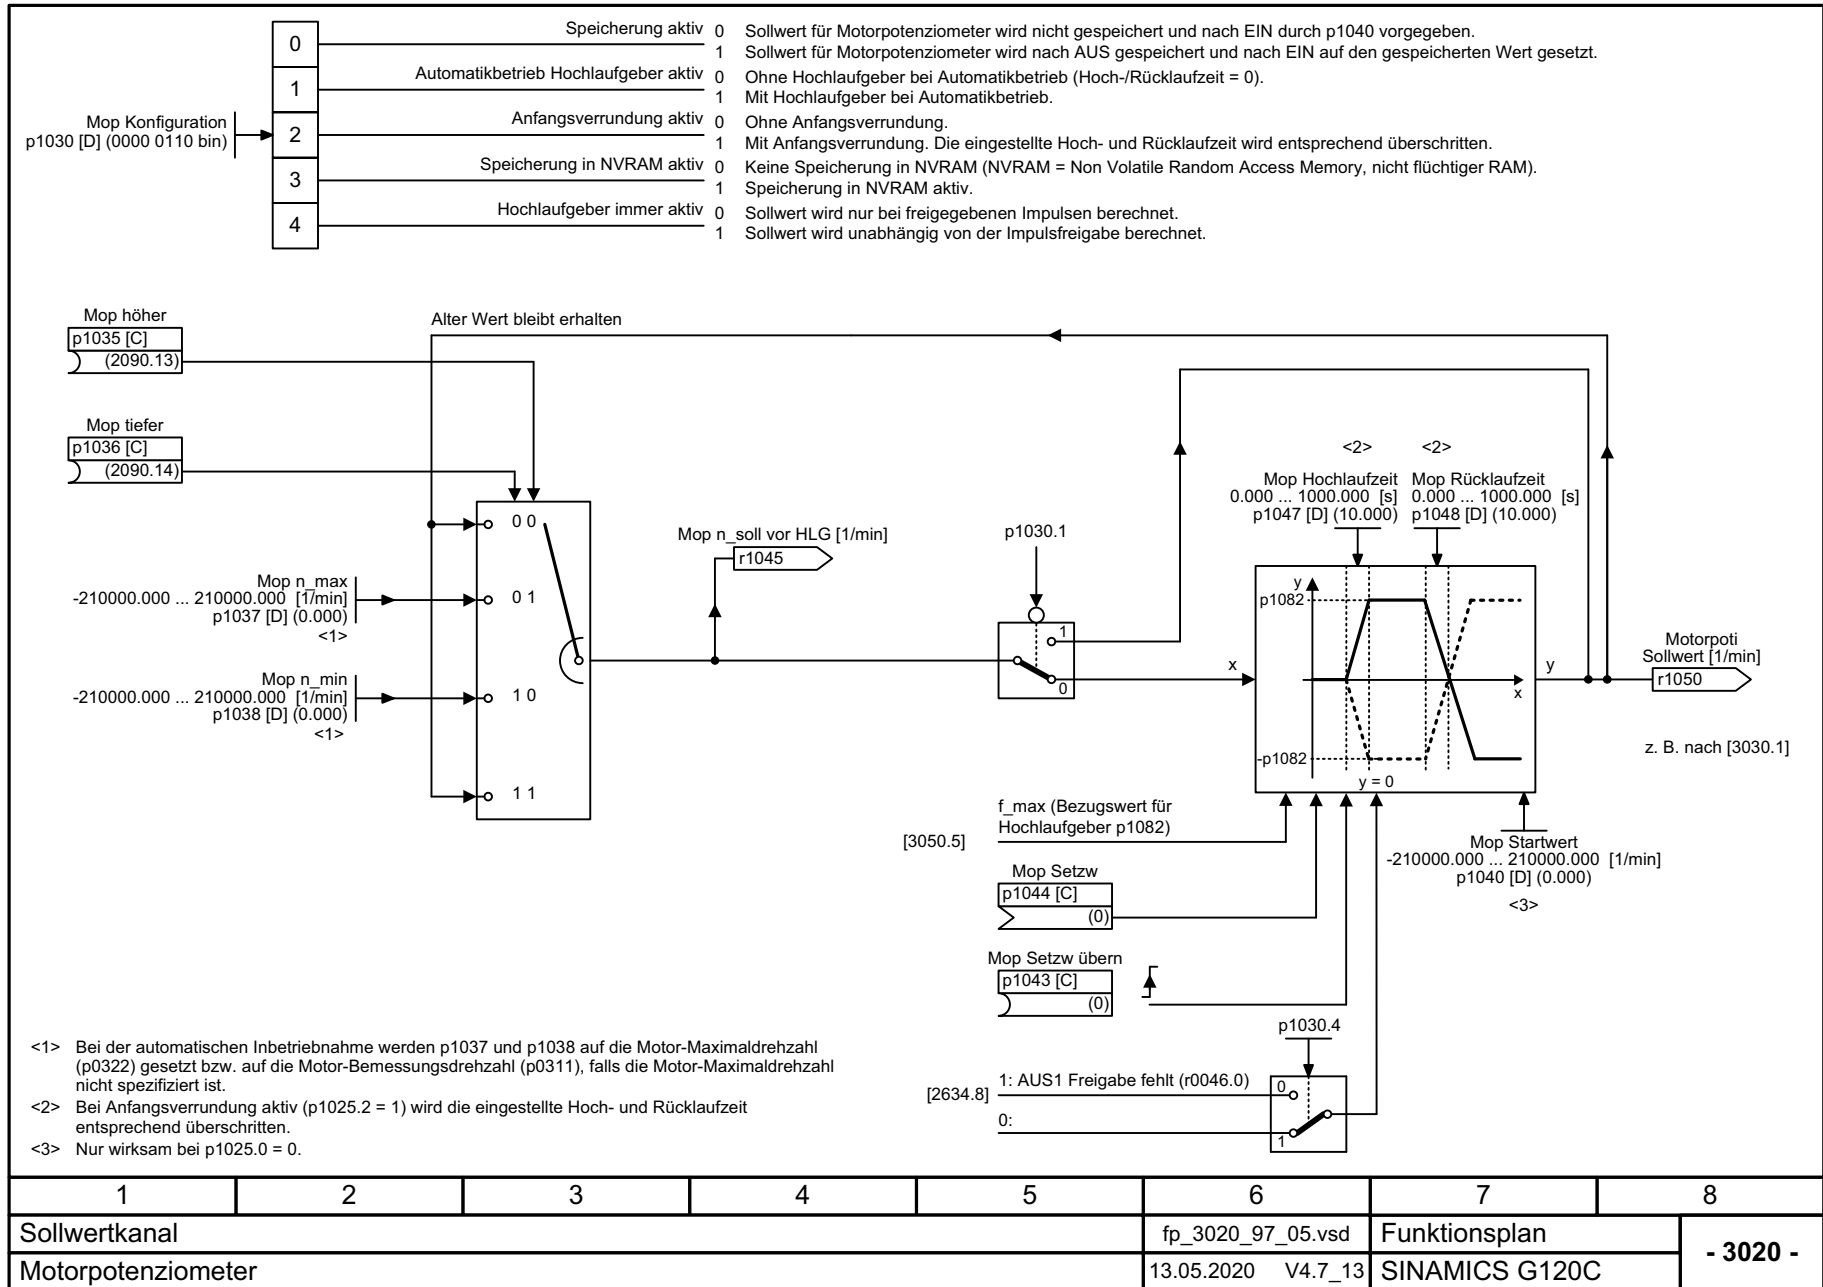 0
Speicherung aktiv
0 Sollwert für Motorpotenziometer wird nicht gespeichert und nach EIN durch p1040 vorgegeben.
1 Sollwert für Motorpotenziometer wird nach AUS gespeichert und nach EIN auf den gespeicherten Wert gesetzt.
1
Automatikbetrieb Hochlaufgeber aktiv
0 Ohne Hochlaufgeber bei Automatikbetrieb (Hoch-/Rücklaufzeit = 0).
1 Mit Hochlaufgeber bei Automatikbetrieb.
Mop Konfiguration
p1030 [D] (0000 0110 bin)
2
Anfangsverrundung aktiv
0 Ohne Anfangsverrundung.
1 Mit Anfangsverrundung. Die eingestellte Hoch- und Rücklaufzeit wird entsprechend überschritten.
3
Speicherung in NVRAM aktiv
0 Keine Speicherung in NVRAM (NVRAM = Non Volatile Random Access Memory, nicht flüchtiger RAM).
1 Speicherung in NVRAM aktiv.
4
Hochlaufgeber immer aktiv
0 Sollwert wird nur bei freigegebenen Impulsen berechnet.
1 Sollwert wird unabhängig von der Impulsfreigabe berechnet.
Mop höher
p1035 [C]
(2090.13)
Alter Wert bleibt erhalten
Mop tiefer
p1036 [C]
(2090.14)
0 0
0 1
1 0
1 1
Mop n_max
-210000.000 ... 210000.000 [1/min]
p1037 [D] (0.000)
<1>
Mop n_min
-210000.000 ... 210000.000 [1/min]
p1038 [D] (0.000)
<1>
Mop n_soll vor HLG [1/min]
r1045
p1030.1
1
0
<2>
Mop Hochlaufzeit
0.000 ... 1000.000 [s]
p1047 [D] (10.000)
<2>
Mop Rücklaufzeit
0.000 ... 1000.000 [s]
p1048 [D] (10.000)
x
y
p1082
x
-p1082
y = 0
y
Motorpoti
Sollwert [1/min]
r1050
z. B. nach [3030.1]
[3050.5]
f_max (Bezugswert für
Hochlaufgeber p1082)
Mop Startwert
-210000.000 ... 210000.000 [1/min]
p1040 [D] (0.000)
<3>
Mop Setzw
p1044 [C]
(0)
Mop Setzw übern
p1043 [C]
(0)
p1030.4
[2634.8]
1: AUS1 Freigabe fehlt (r0046.0)
0:
0
1
<1> Bei der automatischen Inbetriebnahme werden p1037 und p1038 auf die Motor-Maximaldrehzahl
(p0322) gesetzt bzw. auf die Motor-Bemessungsdrehzahl (p0311), falls die Motor-Maximaldrehzahl
nicht spezifiziert ist.
<2> Bei Anfangsverrundung aktiv (p1025.2 = 1) wird die eingestellte Hoch- und Rücklaufzeit
entsprechend überschritten.
<3> Nur wirksam bei p1025.0 = 0.
1 2 3 4 5 6 7 8
Sollwertkanal
fp_3020_97_05.vsd
Funktionsplan
- 3020 -
Motorpotenziometer
13.05.2020 V4.7_13
SINAMICS G120C